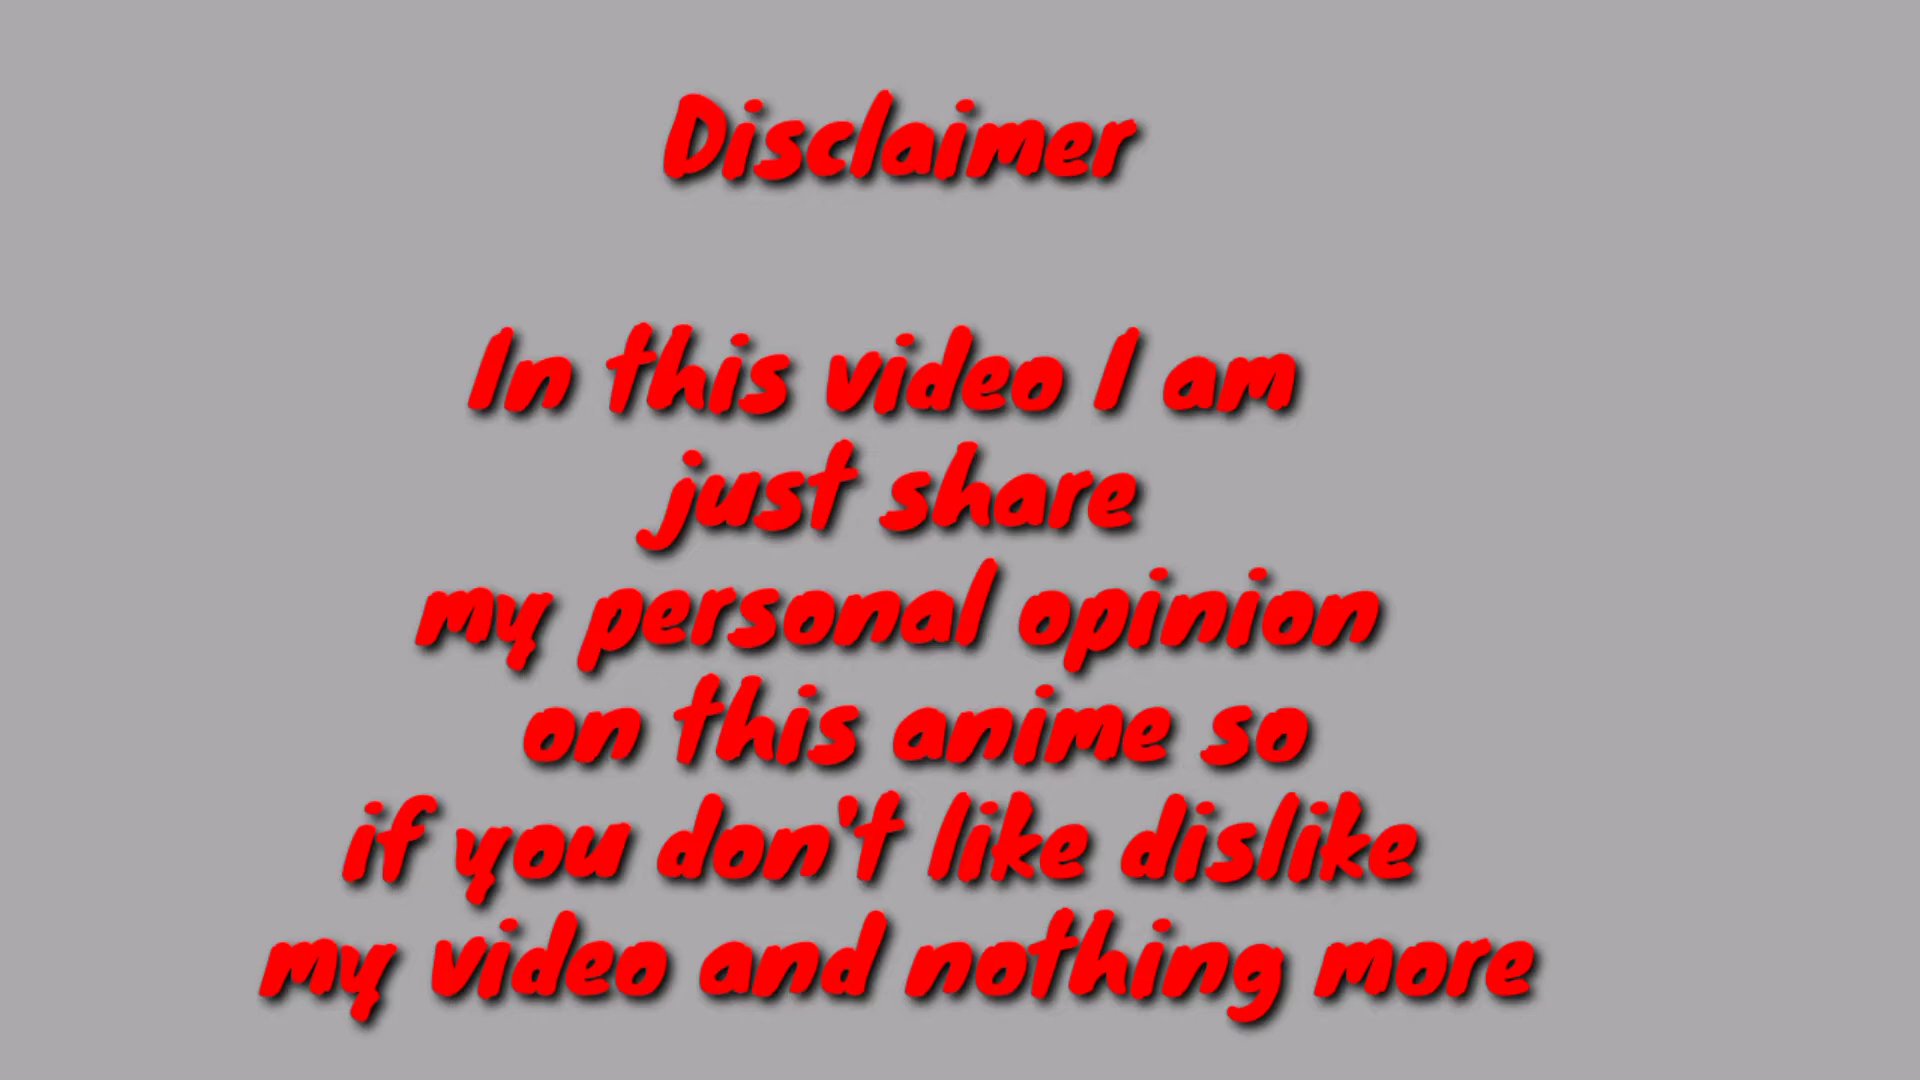 Disclaimer
In this video I am
just share
my personal opinion
on this anime so
if you don't like dislike
my video and nothing more